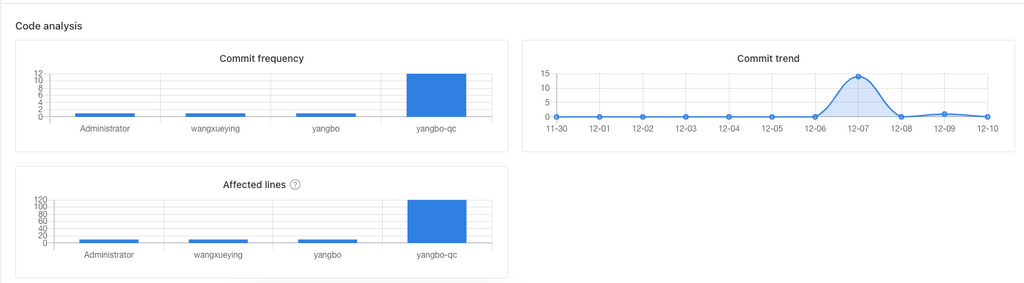 Code analysis
Commit frequency
12
10
8
6
4
2
0
Administrator wangxueying yangbo yangbo-qc
Commit trend
15
10
5
0
11-30 12-01 12-02 12-03 12-04 12-05 12-06 12-07 12-08 12-09 12-10
Affected lines ?
120
100
80
60
40
20
0
Administrator wangxueying yangbo yangbo-qc